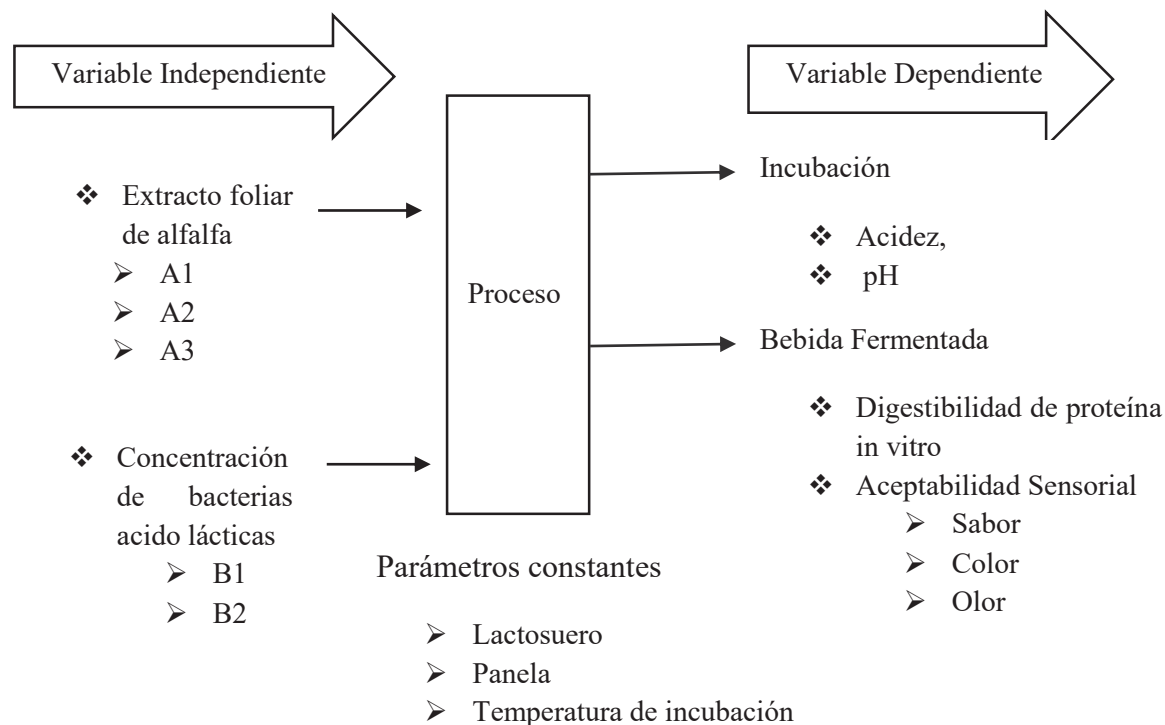 Variable Independiente
❖ Extracto foliar
de alfalfa
➢ A1
➢ A2
➢ A3
❖ Concentración
de bacterias
acido lácticas
➢ B1
➢ B2
Proceso
Parámetros constantes
➢ Lactosuero
➢ Panela
➢ Temperatura de incubación
Variable Dependiente
Incubación
❖ Acidez,
❖ pH
Bebida Fermentada
❖ Digestibilidad de proteína
in vitro
❖ Aceptabilidad Sensorial
➢ Sabor
➢ Color
➢ Olor